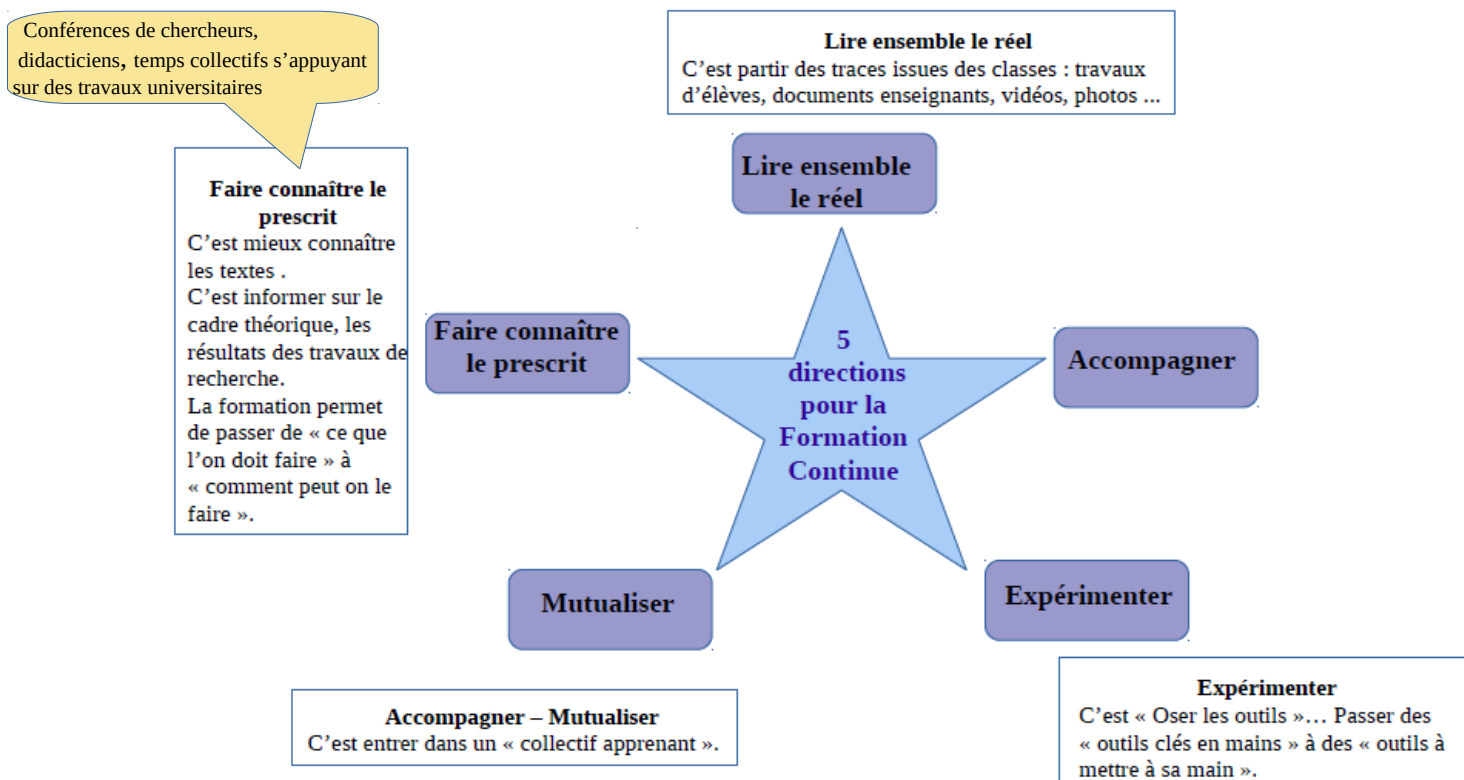 Conférences de chercheurs,
didacticiens, temps collectifs s’appuyant
sur des travaux universitaires
Lire ensemble le réel
C’est partir des traces issues des classes : travaux
d’élèves, documents enseignants, vidéos, photos ...
Lire ensemble
le réel
Faire connaître le
prescrit
C’est mieux connaître
les textes .
C’est informer sur le
cadre théorique, les
résultats des travaux de
recherche.
La formation permet
de passer de « ce que
l’on doit faire » à
« comment peut on le
faire ».
Faire connaître
le prescrit
5
directions
pour la
Formation
Continue
Accompagner
Mutualiser
Expérimenter
Accompagner – Mutualiser
C’est entrer dans un « collectif apprenant ».
Expérimenter
C’est « Oser les outils »… Passer des
« outils clés en mains » à des « outils à
mettre à sa main ».